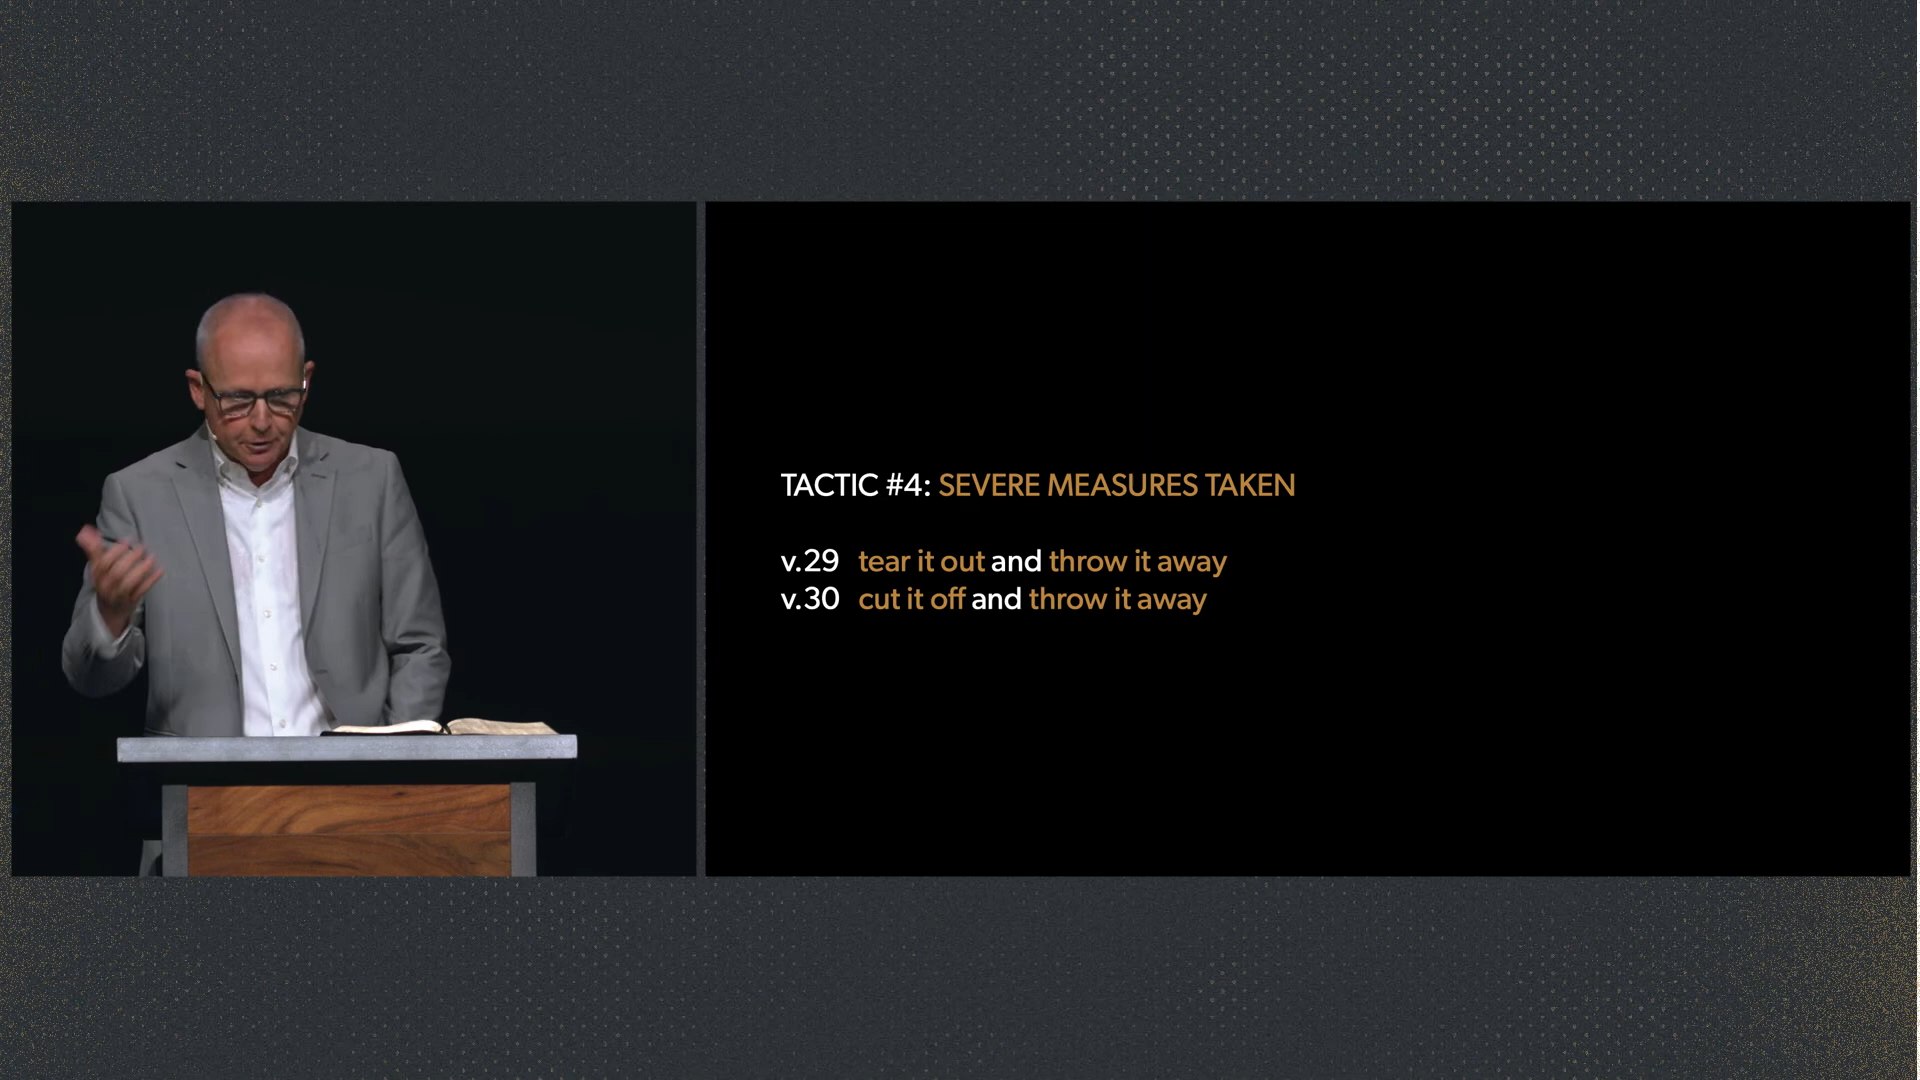 TACTIC #4: SEVERE MEASURES TAKEN
v.29 tear it out and throw it away
v.30 cut it off and throw it away